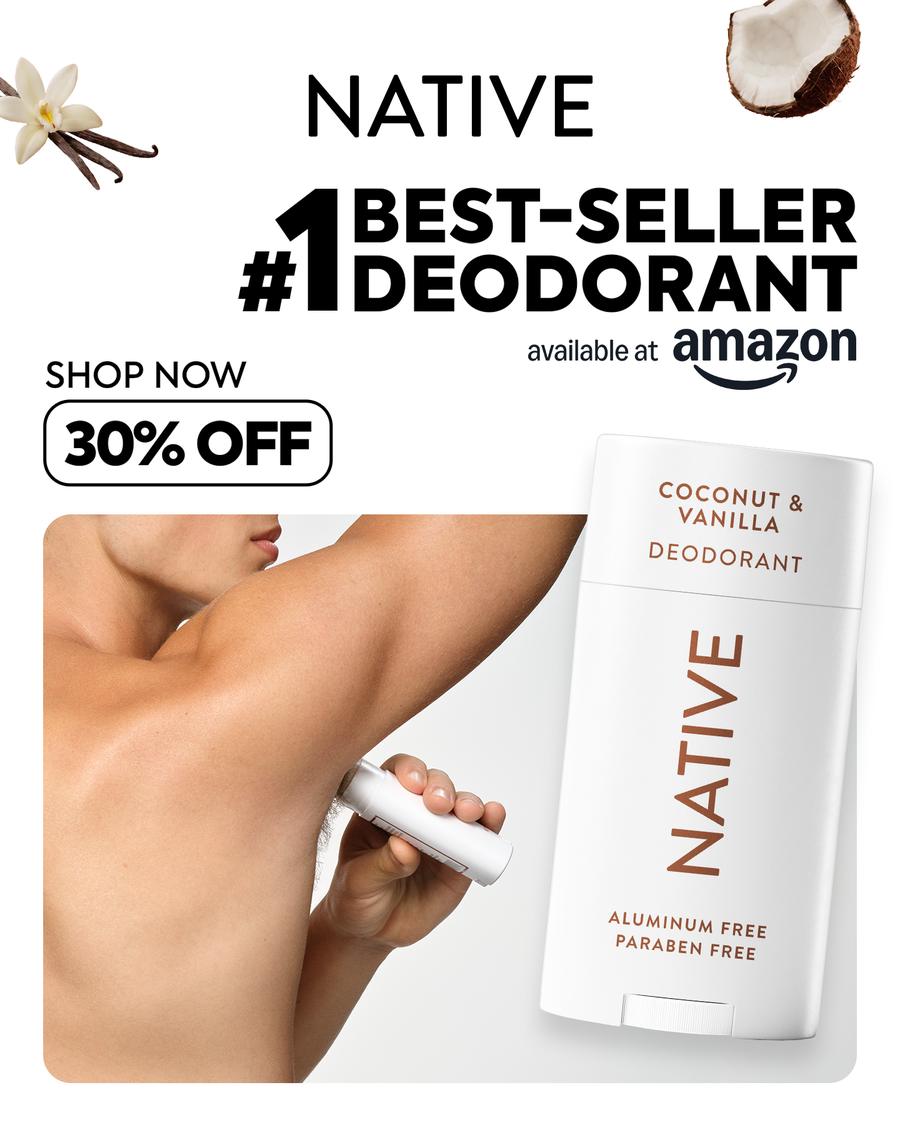 NATIVE
#1 BEST-SELLER
DEODORANT
available at amazon
SHOP NOW
30% OFF
COCONUT &
VANILLA
DEODORANT
NATIVE
ALUMINUM FREE
PARABEN FREE